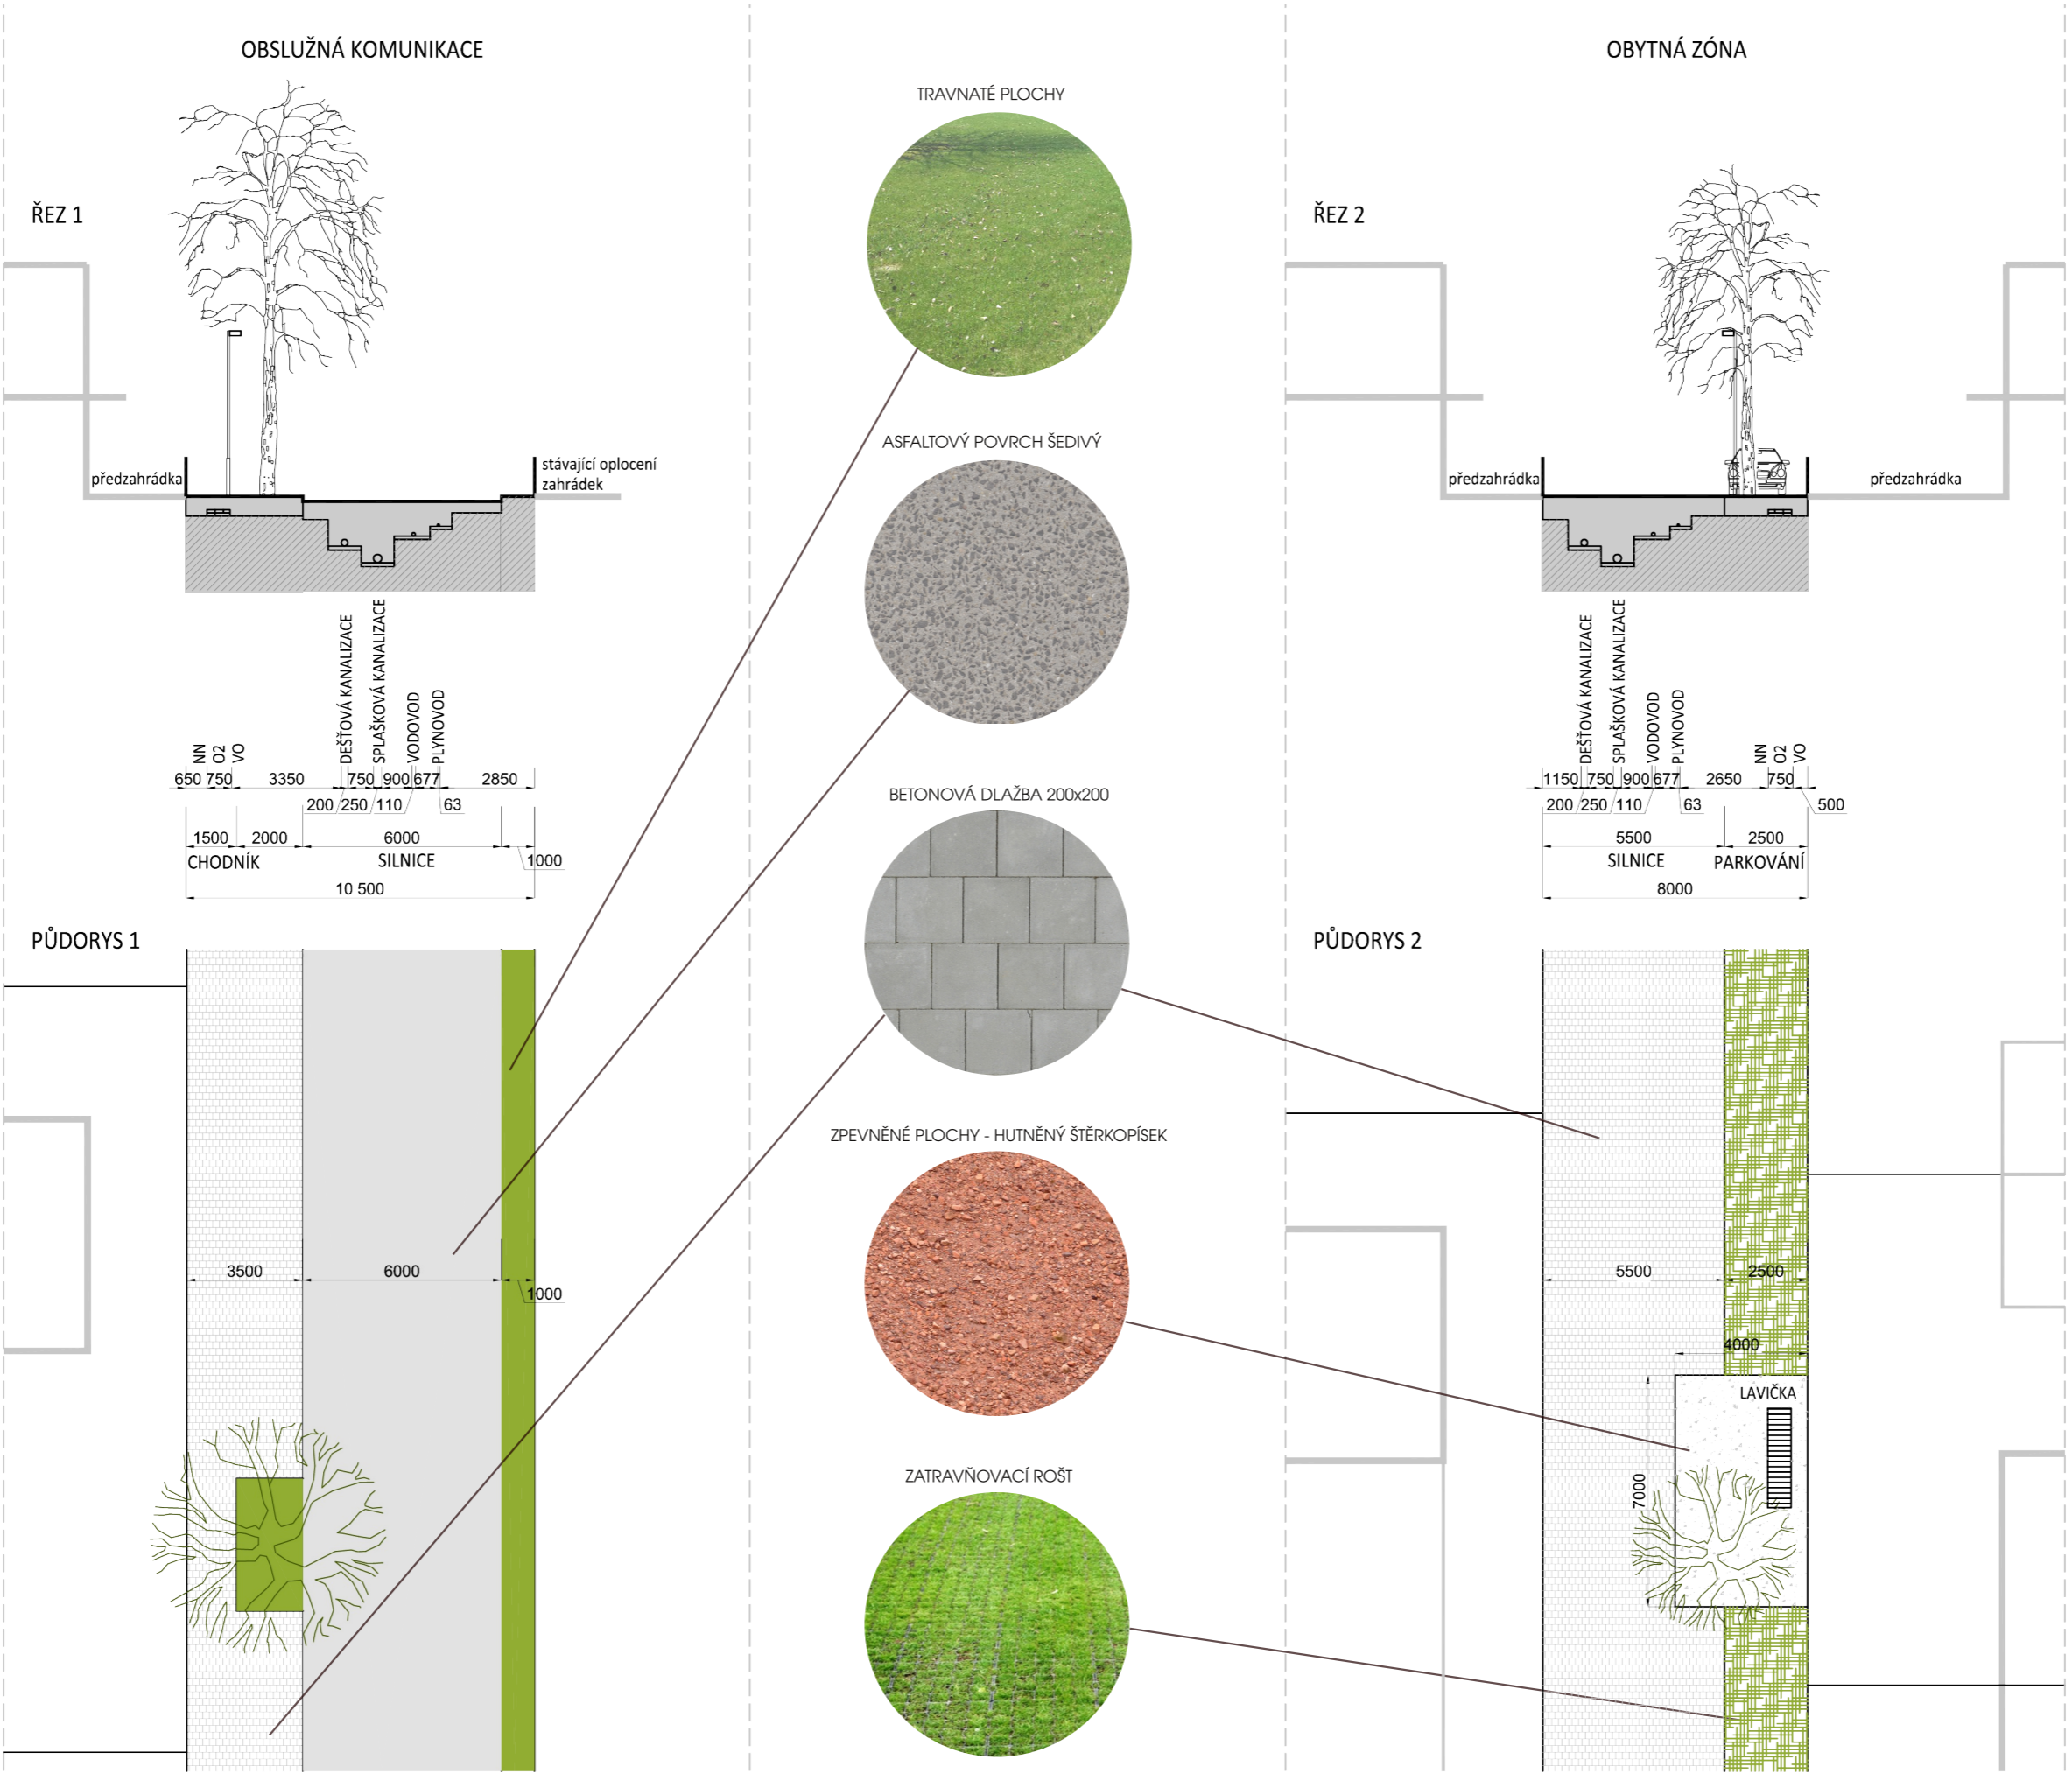 OBSLUŽNÁ KOMUNIKACE
ŘEZ 1
předzahrádka
stávající oplocení
zahrádek
NN
O2
VO
DEŠŤOVÁ KANALIZACE
SPLAŠKOVÁ KANALIZACE
VODOVOD
PLYNOVOD
650 750 3350 750 900 677 2850
200 250 110 63
1500 2000 6000 1000
CHODNÍK SILNICE
10 500
PŮDORYS 1
3500 6000 1000
TRAVNATÉ PLOCHY
ASFALTOVÝ POVRCH ŠEDIVÝ
BETONOVÁ DLAŽBA 200x200
ZPEVNĚNÉ PLOCHY - HUTNĚNÝ ŠTĚRKOPÍSEK
ZATRAVŇOVACÍ ROŠT
OBYTNÁ ZÓNA
ŘEZ 2
předzahrádka
předzahrádka
DEŠŤOVÁ KANALIZACE
SPLAŠKOVÁ KANALIZACE
VODOVOD
PLYNOVOD
NN
O2
VO
1150 750 900 677 2650 750
200 250 110 63 500
5500 2500
SILNICE PARKOVÁNÍ
8000
PŮDORYS 2
5500 2500
4000
LAVIČKA
7000